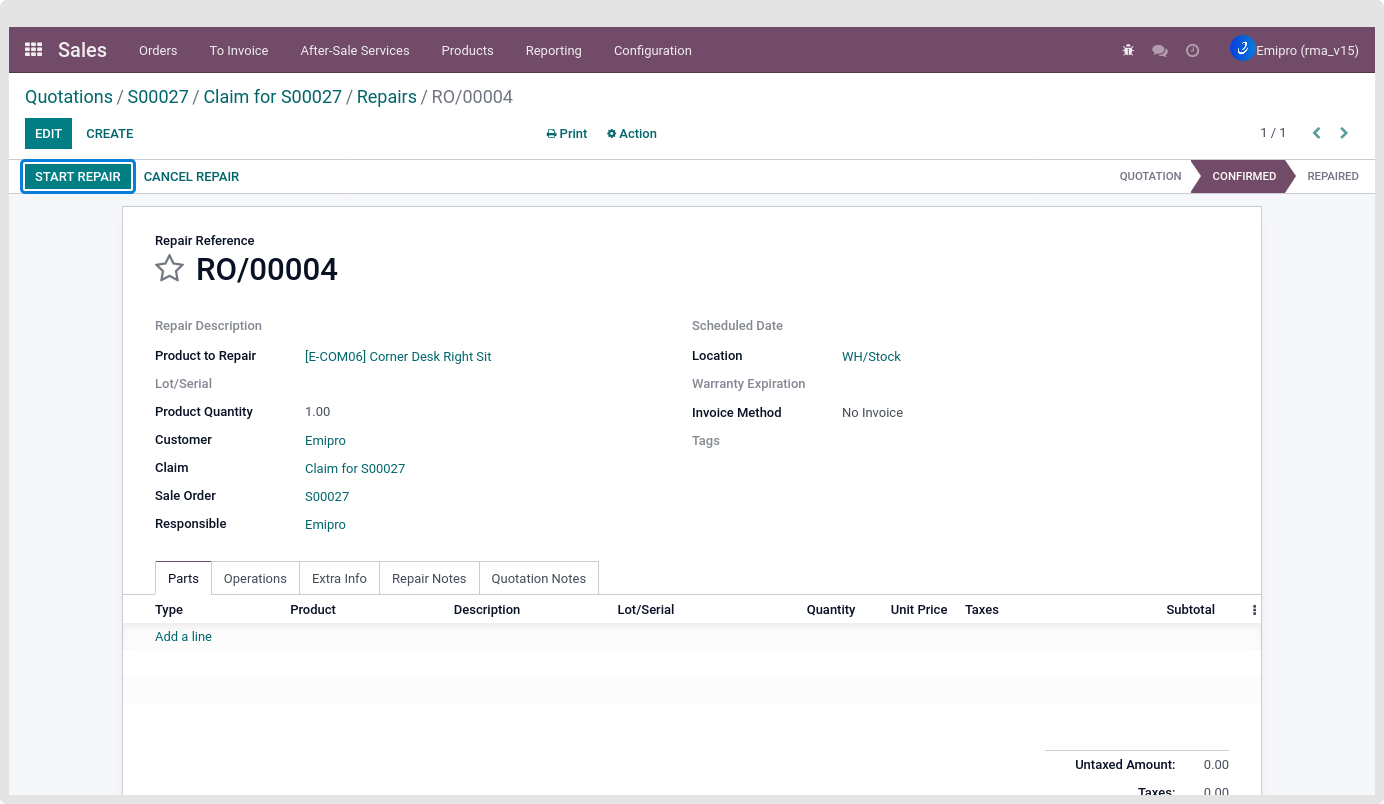 Sales Orders To Invoice After-Sale Services Products Reporting Configuration Emipro (rma_v15)
Quotations / S00027 / Claim for S00027 / Repairs / RO/00004
EDIT CREATE Print Action 1 / 1
START REPAIR CANCEL REPAIR QUOTATION CONFIRMED REPAIRED
Repair Reference
RO/00004
Repair Description Scheduled Date
Product to Repair [E-COM06] Corner Desk Right Sit Location WH/Stock
Lot/Serial Warranty Expiration
Product Quantity 1.00 Invoice Method No Invoice
Customer Emipro Tags
Claim Claim for S00027
Sale Order S00027
Responsible Emipro
Parts Operations Extra Info Repair Notes Quotation Notes
Type Product Description Lot/Serial Quantity Unit Price Taxes Subtotal
Add a line
Untaxed Amount: 0.00
Taxes: 0.00